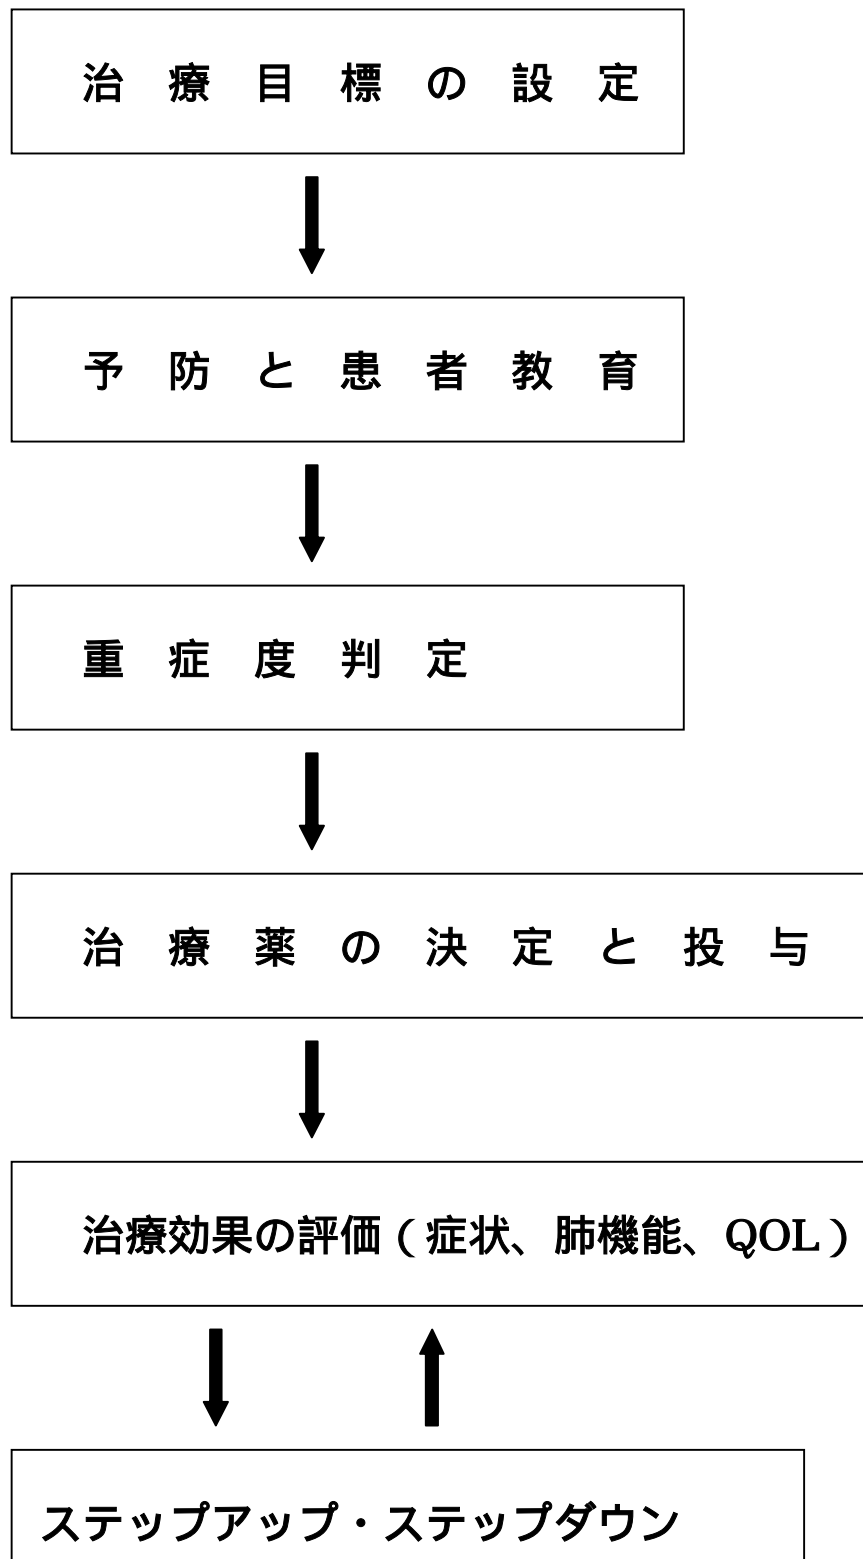 治療目標の設定
予防と患者教育
重症度判定
治療薬の決定と投与
治療効果の評価(症状、肺機能、QOL)
ステップアップ・ステップダウン